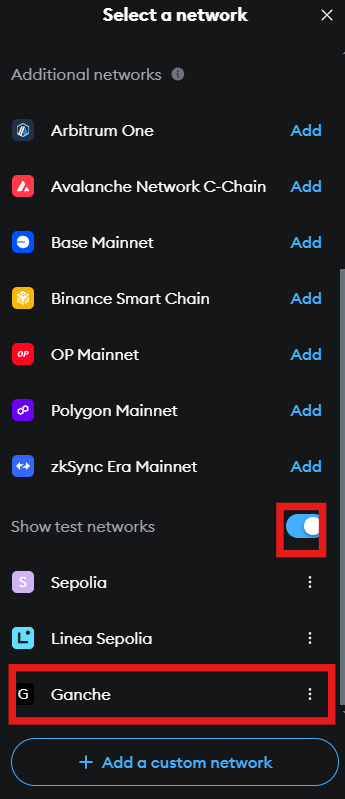 Select a network
Additional networks
Arbitrum One Add
Avalanche Network C-Chain Add
Base Mainnet Add
Binance Smart Chain Add
OP OP Mainnet Add
Polygon Mainnet Add
zkSync Era Mainnet Add
Show test networks
S Sepolia
L Linea Sepolia
G Ganche
+ Add a custom network